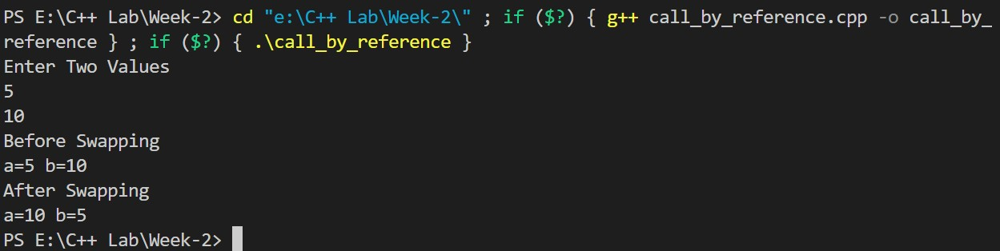 PS E:\C++ Lab\Week-2> cd "e:\C++ Lab\Week-2\" ; if ($?) { g++ call_by_reference.cpp -o call_by_
reference } ; if ($?) { .\call_by_reference }
Enter Two Values
5
10
Before Swapping
a=5 b=10
After Swapping
a=10 b=5
PS E:\C++ Lab\Week-2>